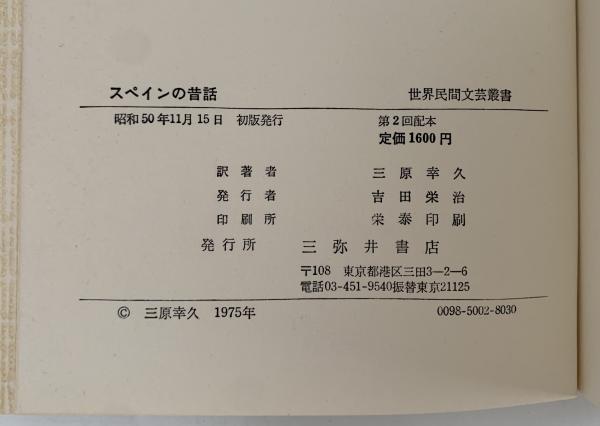 スペインの昔話 世界民間文芸叢書
昭和50年11月15日 初版発行 第2回配本
定価1600円
訳著者 三原幸久
発行者 吉田栄治
印刷所 栄泰印刷
発行所 三弥井書店
〒108 東京都港区三田3-2-6
電話03-451-9540振替東京21125
© 三原幸久 1975年 0098-5002-8030